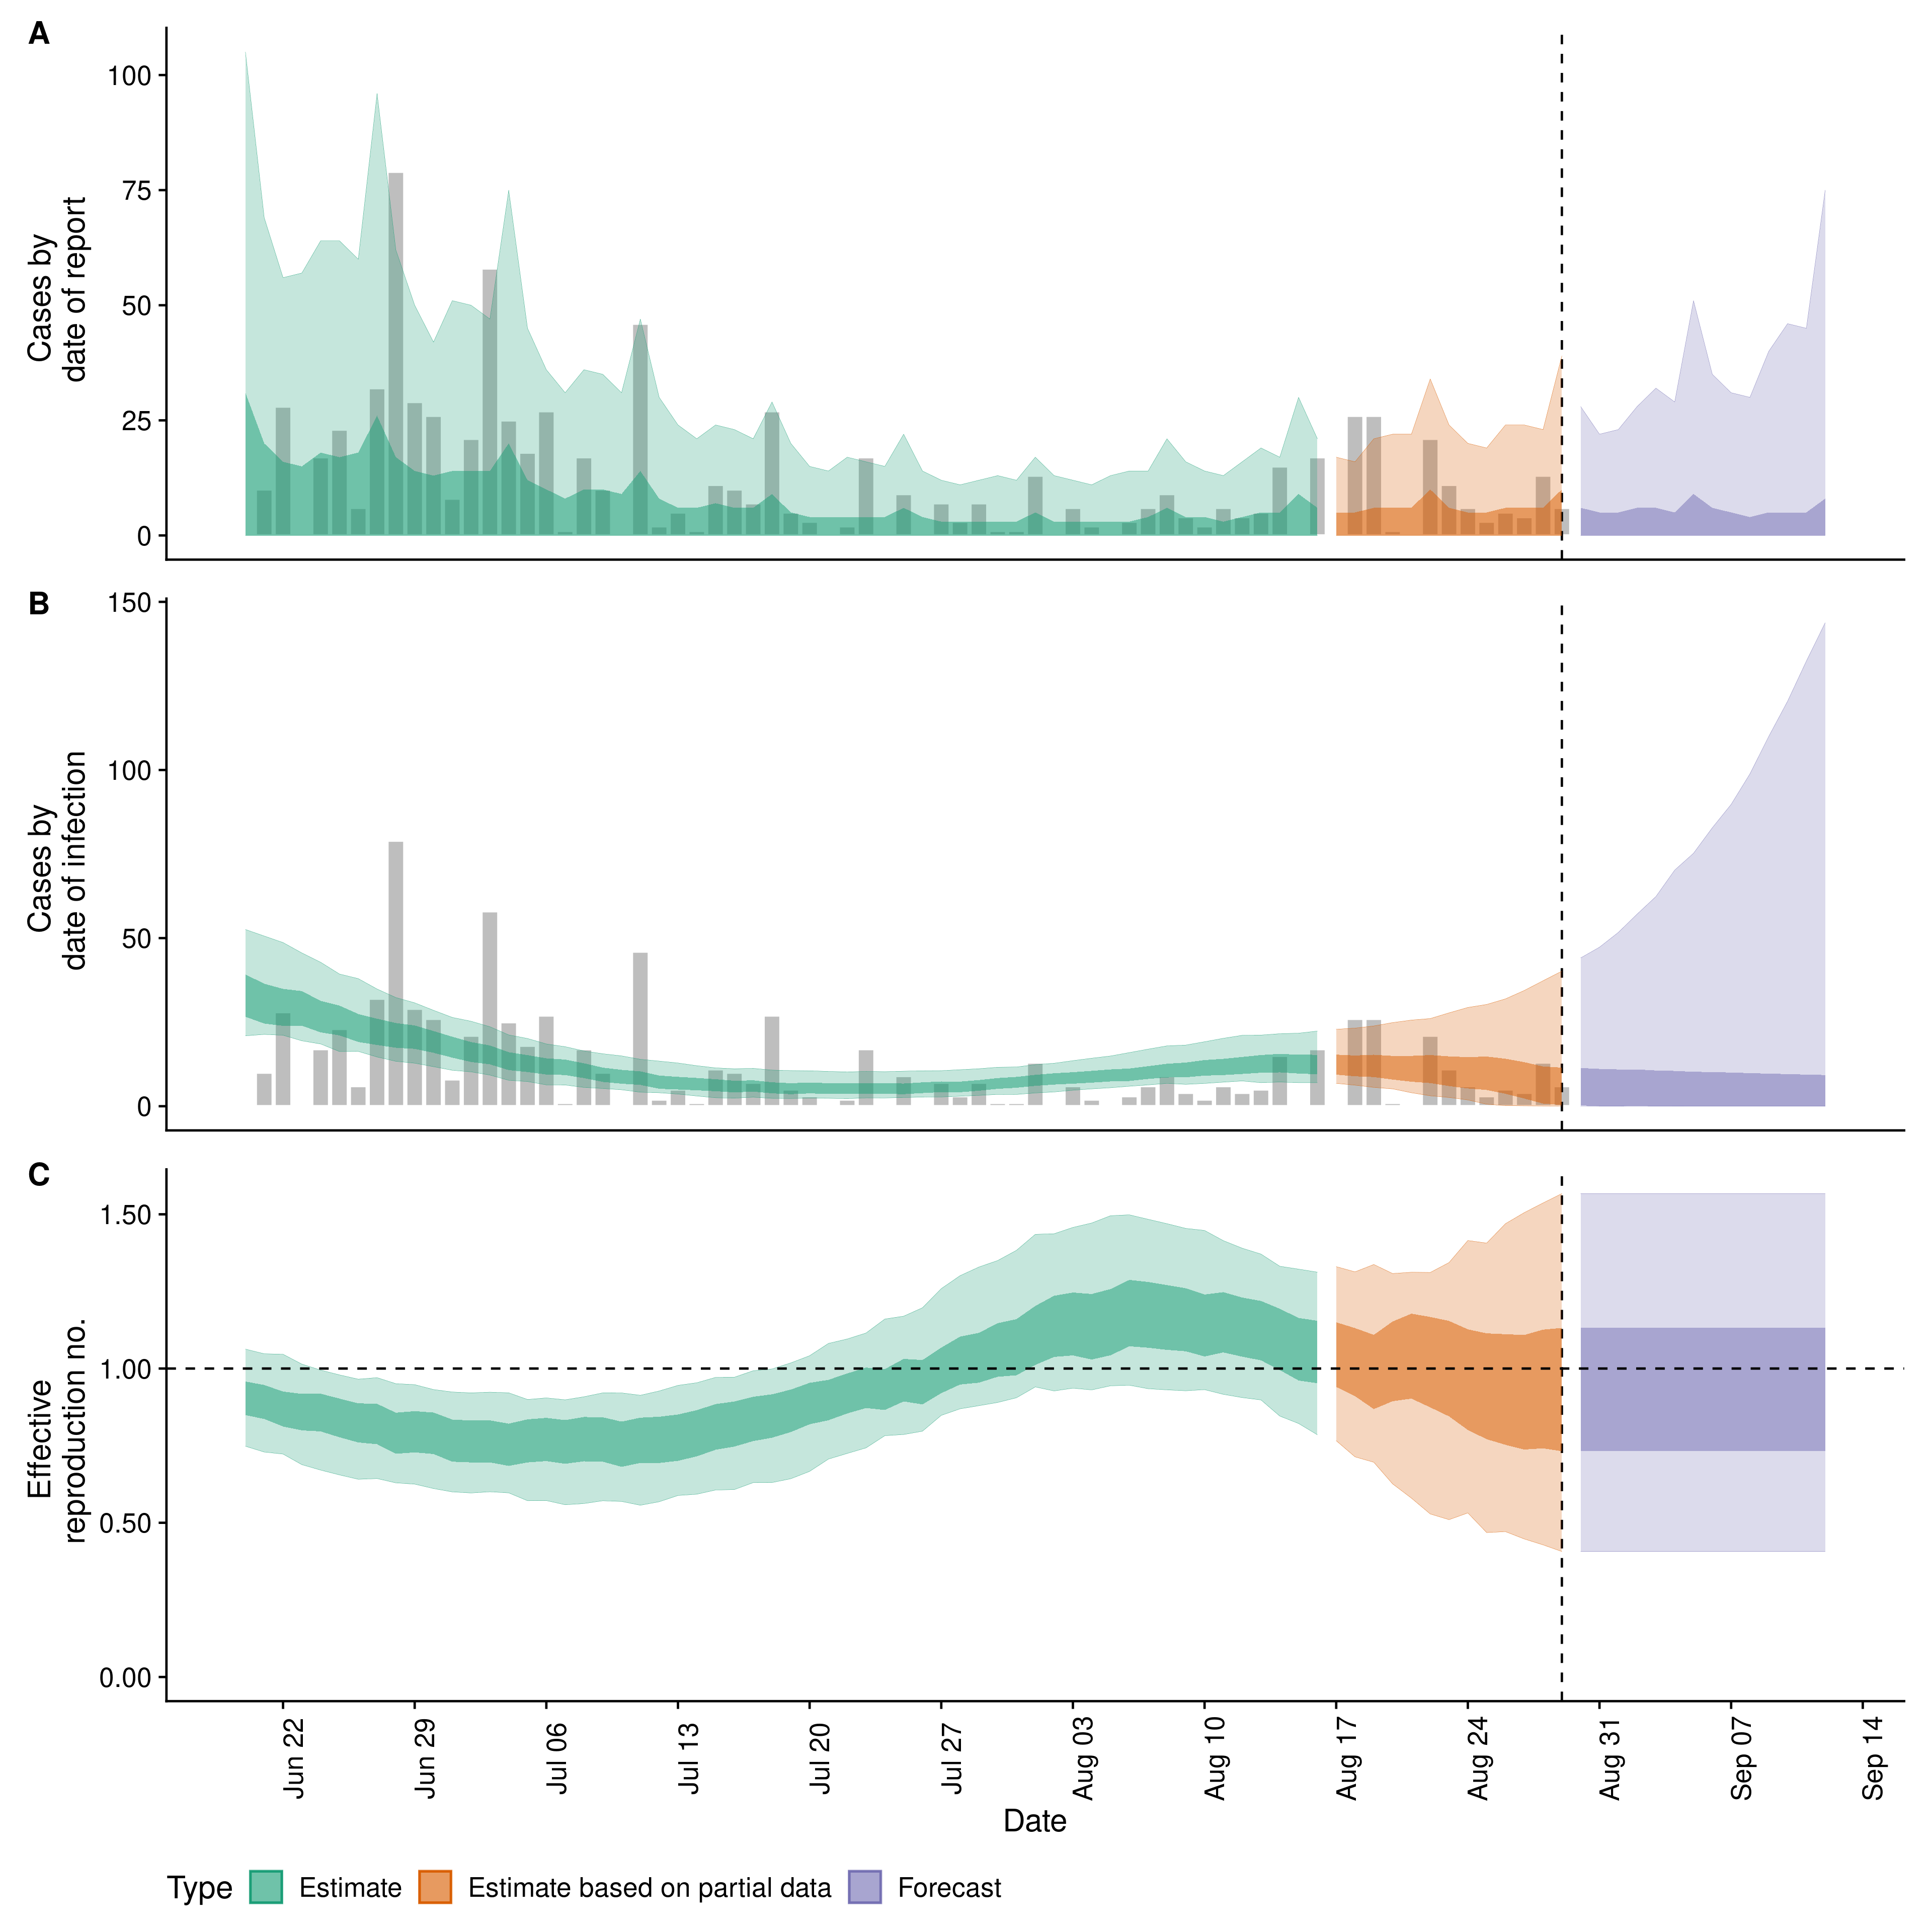 A
Cases by
date of report
100
75
50
25
0
B
Cases by
date of infection
150
100
50
0
C
Effective
reproduction no.
1.50
1.00
0.50
0.00
Jun 22
Jun 29
Jul 06
Jul 13
Jul 20
Jul 27
Aug 03
Aug 10
Aug 17
Aug 24
Aug 31
Sep 07
Sep 14
Date
Type Estimate Estimate based on partial data Forecast